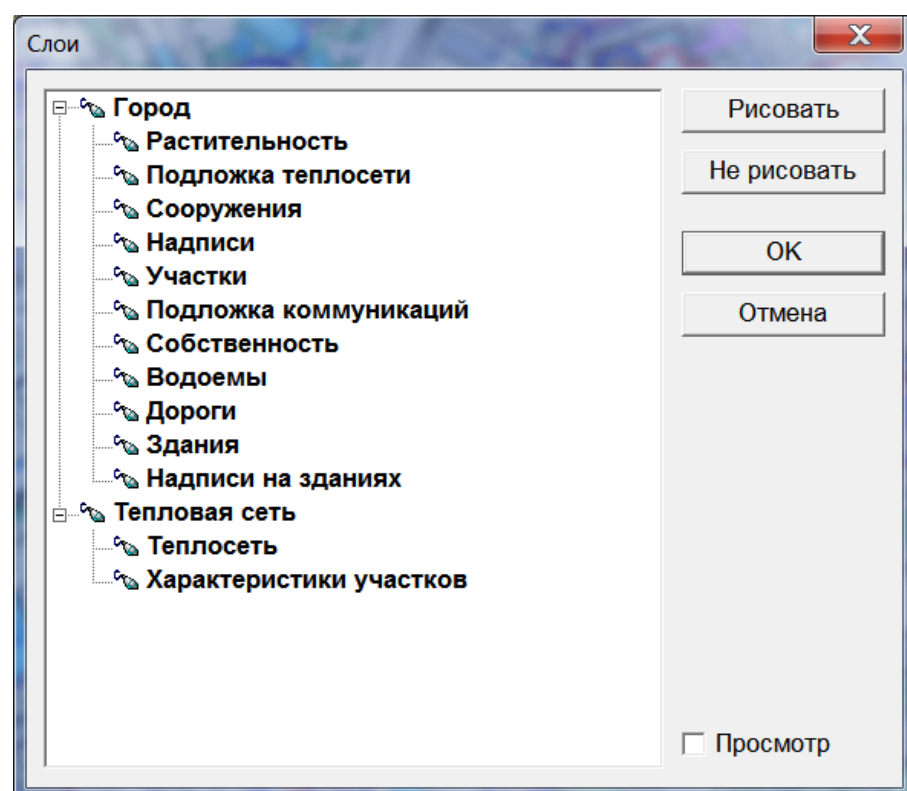 Слои
Город
Растительность
Подложка теплосети
Сооружения
Надписи
Участки
Подложка коммуникаций
Собственность
Водоемы
Дороги
Здания
Надписи на зданиях
Тепловая сеть
Теплосеть
Характеристики участков
Рисовать
Не рисовать
OK
Отмена
Просмотр